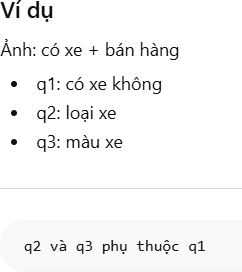 Ví dụ
Ảnh: có xe + bán hàng
• q1: có xe không
• q2: loại xe
• q3: màu xe
q2 và q3 phụ thuộc q1